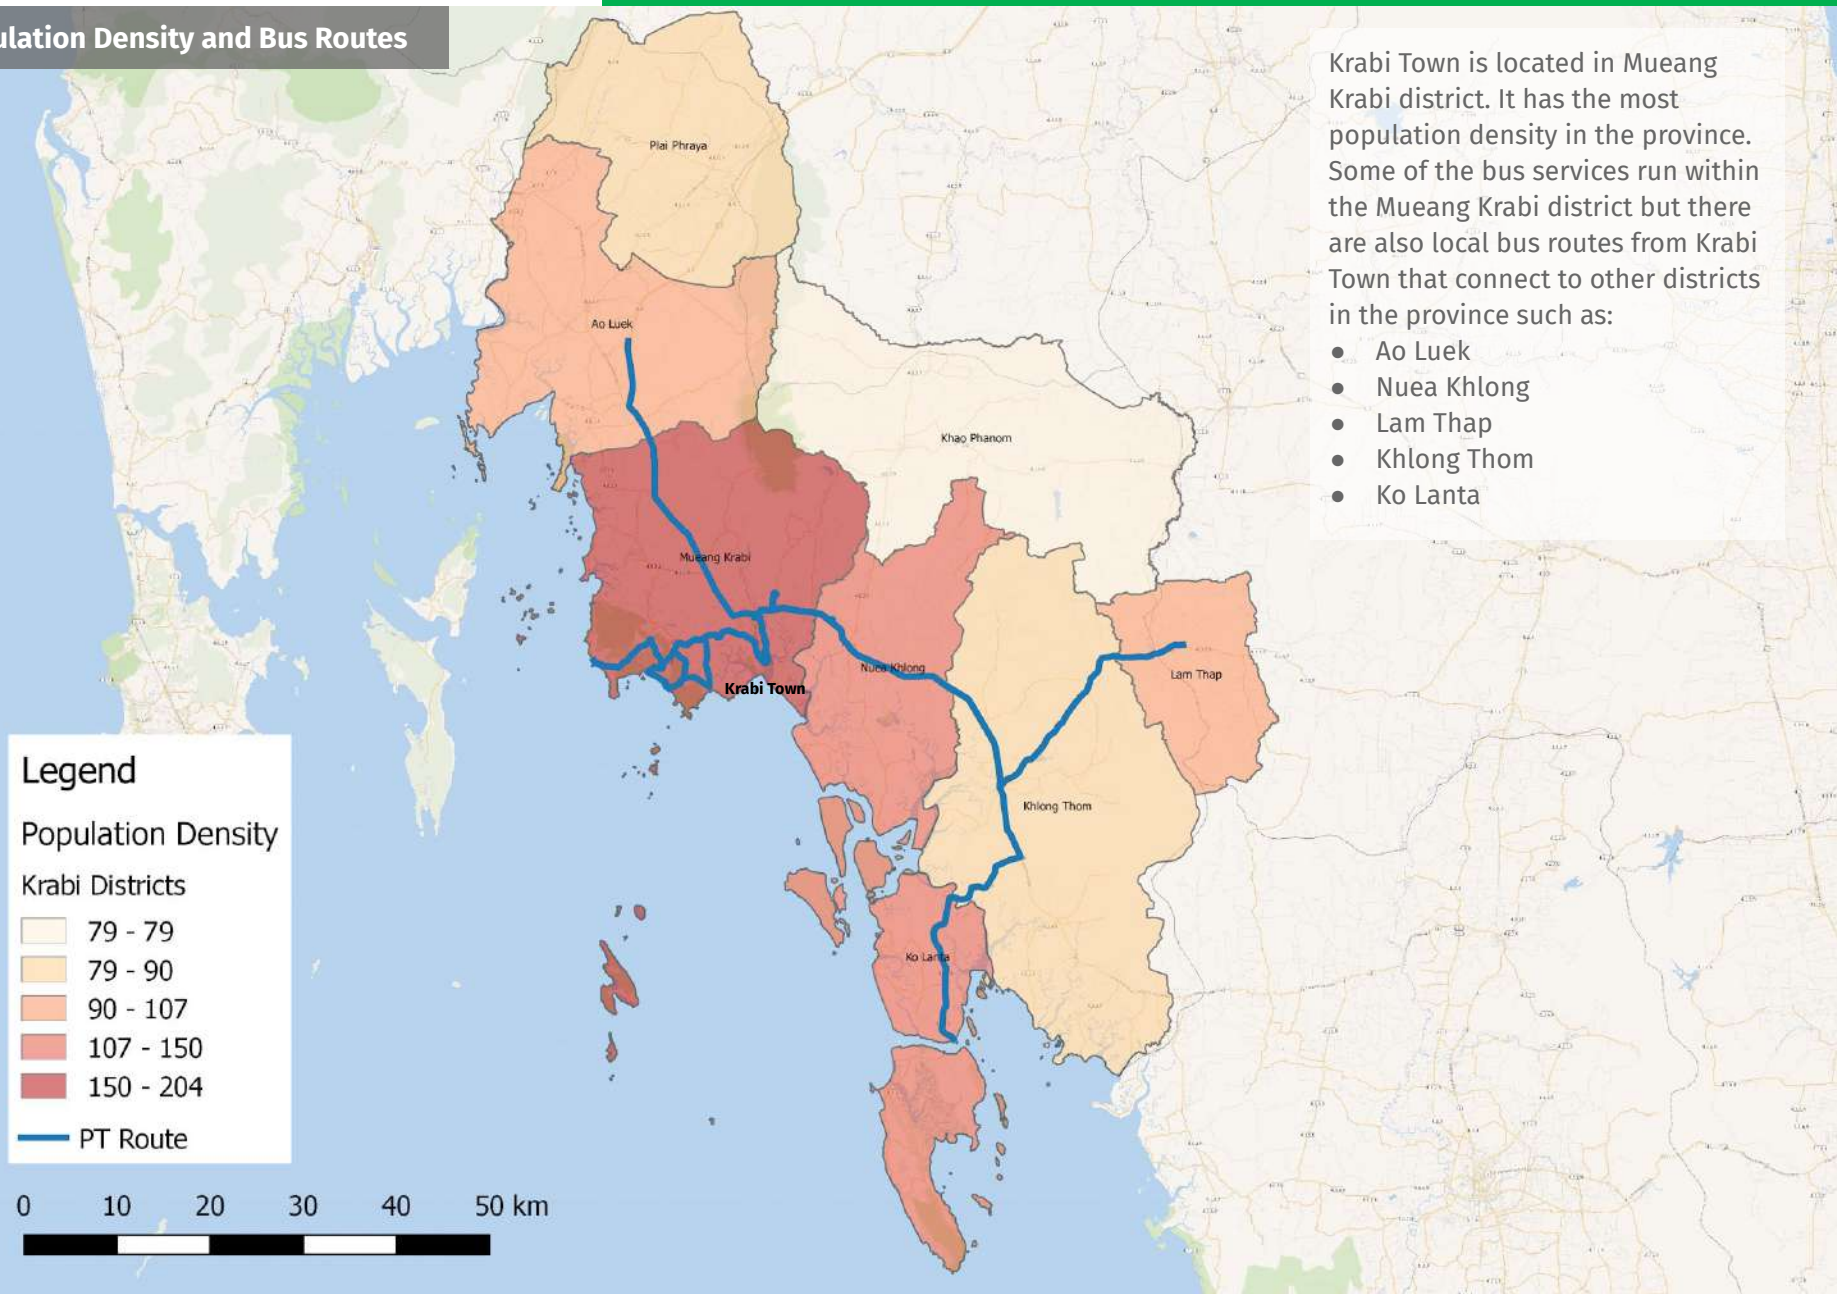 ulation Density and Bus Routes
Krabi Town is located in Mueang
Krabi district. It has the most
population density in the province.
Some of the bus services run within
the Mueang Krabi district but there
are also local bus routes from Krabi
Town that connect to other districts
in the province such as:
● Ao Luek
● Nuea Khlong
● Lam Thap
● Khlong Thom
● Ko Lanta
Plai Phraya
Ao Luek
Khao Phanom
Mueang Krabi
Nuea Khlong
Lam Thap
Krabi Town
Khlong Thom
Ko Lanta
Legend
Population Density
Krabi Districts
79 - 79
79 - 90
90 - 107
107 - 150
150 - 204
PT Route
0 10 20 30 40 50 km